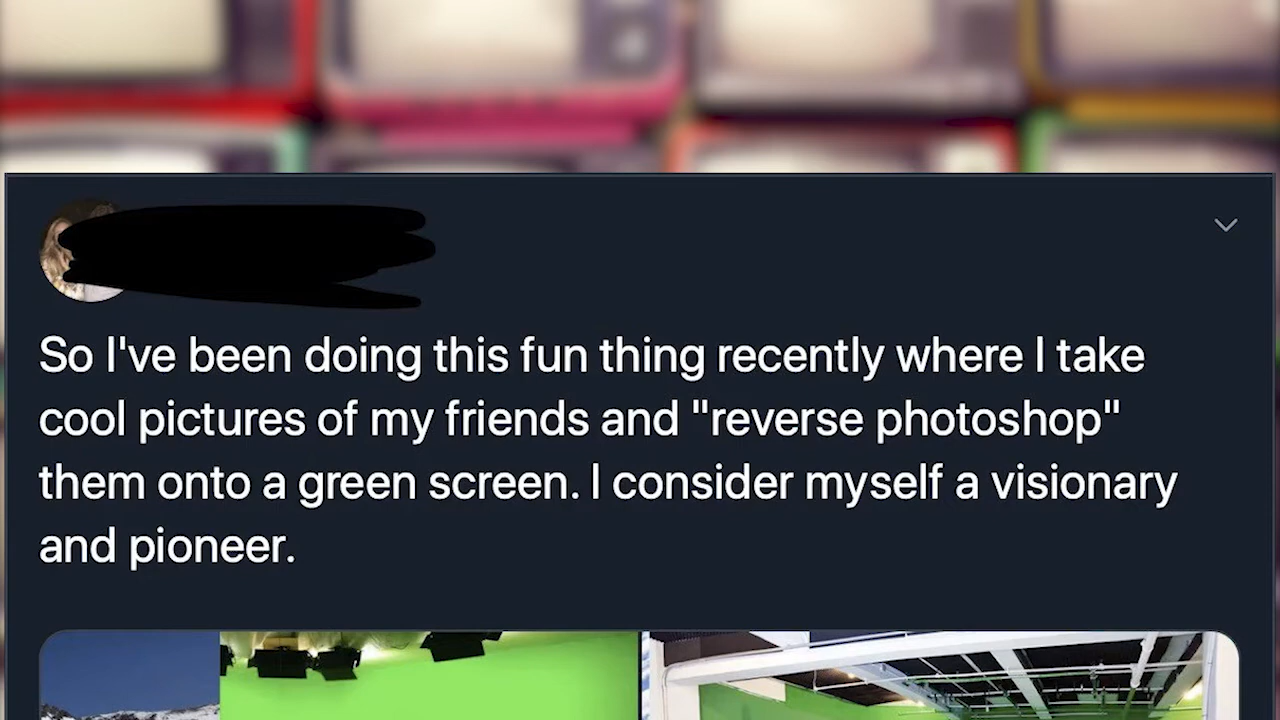 So I've been doing this fun thing recently where I take
cool pictures of my friends and "reverse photoshop"
them onto a green screen. I consider myself a visionary
and pioneer.